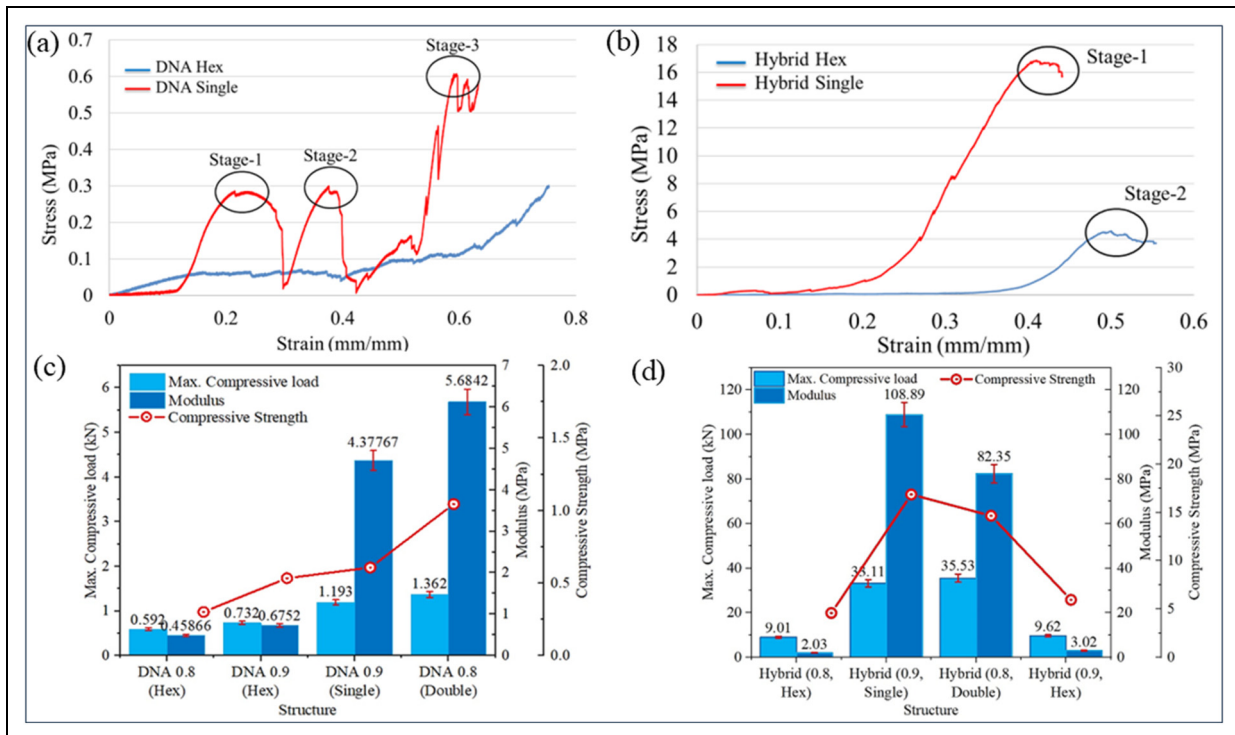 (a)
0.7
0.6
0.5
0.4
0.3
0.2
0.1
0
0
0.2
0.4
0.6
0.8
Stress (MPa)
Strain (mm/mm)
DNA Hex
DNA Single
Stage-1
Stage-2
Stage-3
(b)
18
16
14
12
10
8
6
4
2
0
0
0.1
0.2
0.3
0.4
0.5
0.6
Stress (MPa)
Strain (mm/mm)
Hybrid Hex
Hybrid Single
Stage-1
Stage-2
(c)
Max. Compressive load
Modulus
Compressive Strength
6
5
4
3
2
1
0
Max. Compressive load (kN)
7
6
5
4
3
2
1
0
Modulus (MPa)
2.0
1.5
1.0
0.5
0.0
Compressive Strength (MPa)
0.592
0.45866
0.732
0.6752
1.193
4.37767
1.362
5.6842
DNA 0.8
(Hex)
DNA 0.9
(Hex)
DNA 0.9
(Single)
DNA 0.8
(Double)
Structure
(d)
Max. Compressive load
Modulus
Compressive Strength
120
100
80
60
40
20
0
Max. Compressive load (kN)
120
100
80
60
40
20
0
Modulus (MPa)
30
25
20
15
10
5
0
Compressive Strength (MPa)
9.01
2.03
33.11
108.89
35.53
82.35
9.62
3.02
Hybrid (0.8,
Hex)
Hybrid (0.9,
Single)
Hybrid (0.8,
Double)
Hybrid (0.9,
Hex)
Structure